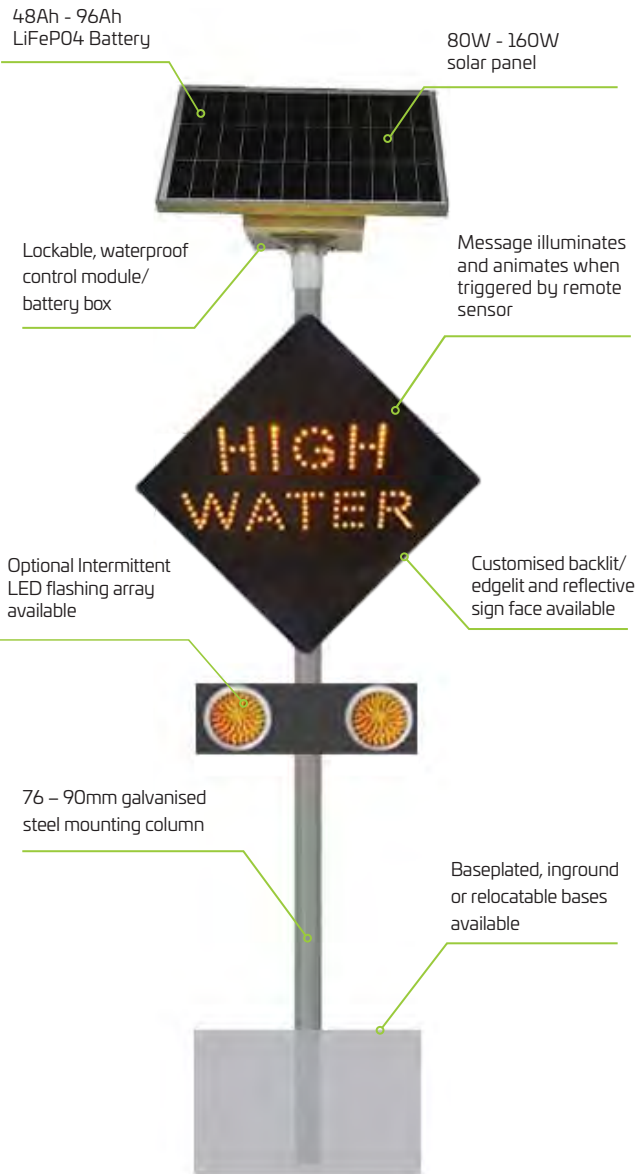 48Ah - 96Ah
LiFePO4 Battery
80W - 160W
solar panel
Lockable, waterproof
control module/
battery box
Message illuminates
and animates when
triggered by remote
sensor
HIGH
WATER
Optional Intermittent
LED flashing array
available
Customised backlit/
edgelit and reflective
sign face available
76 – 90mm galvanised
steel mounting column
Baseplated, inground
or relocatable bases
available